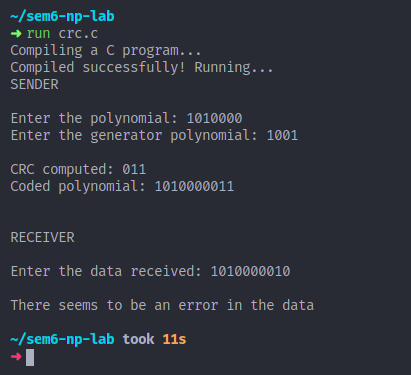 ~/sem6-np-lab
➜ run crc.c
Compiling a C program...
Compiled successfully! Running...
SENDER
Enter the polynomial: 1010000
Enter the generator polynomial: 1001
CRC computed: 011
Coded polynomial: 1010000011
RECEIVER
Enter the data received: 1010000010
There seems to be an error in the data
~/sem6-np-lab took 11s
➜